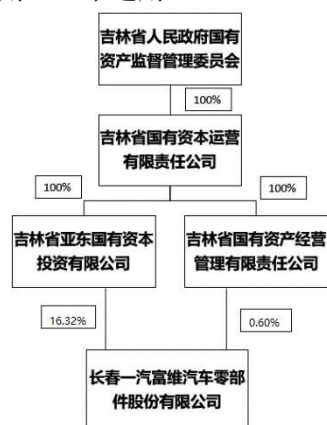 吉林省人民政府国有
资产监督管理委员会
100%
吉林省国有资本运营
有限责任公司
100%
100%
吉林省亚东国有资本
投资有限公司
吉林省国有资产经营
管理有限责任公司
16.32%
0.60%
长春一汽富维汽车零部
件股份有限公司